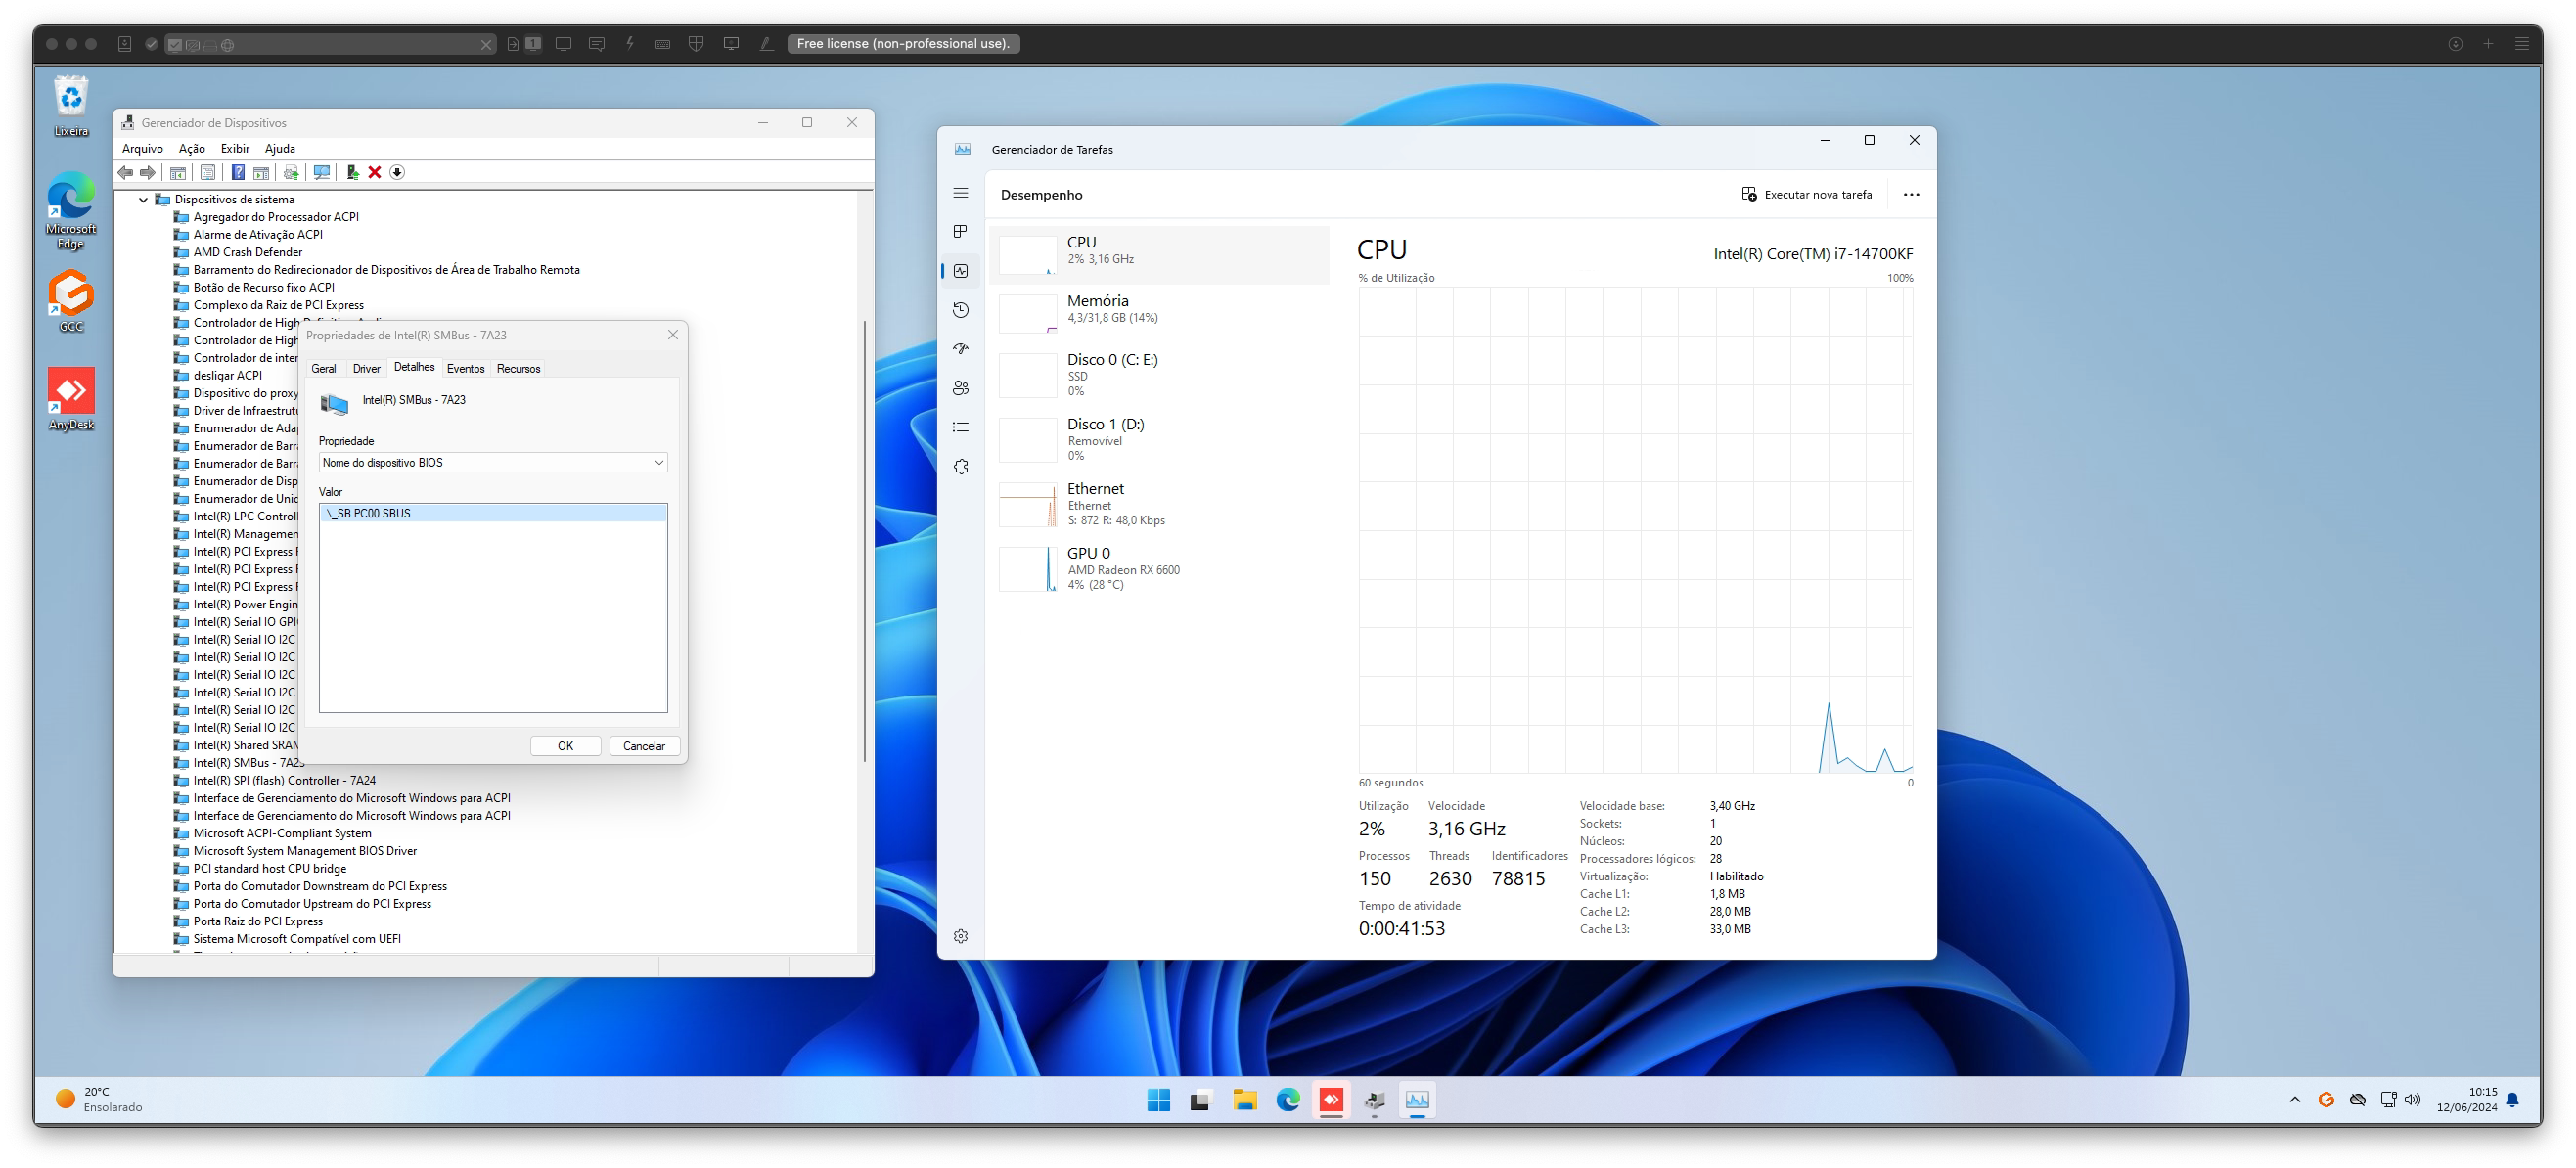 1
Free license (non-professional use).
Lixeira
Microsoft
Edge
GCC
AnyDesk
Gerenciador de Dispositivos
Arquivo Ação Exibir Ajuda
Dispositivos de sistema
Agregador do Processador ACPI
Alarme de Ativação ACPI
AMD Crash Defender
Barramento do Redirecionador de Dispositivos de Área de Trabalho Remota
Botão de Recurso fixo ACPI
Complexo da Raiz de PCI Express
Controlador de High
Controlador de High
Controlador de inter
desligar ACPI
Dispositivo do proxy
Driver de Infraestrutu
Enumerador de Ada
Enumerador de Barra
Enumerador de Barra
Enumerador de Disp
Enumerador de Unid
Intel(R) LPC Controll
Intel(R) Managemen
Intel(R) PCI Express
Intel(R) PCI Express
Intel(R) PCI Express
Intel(R) Power Engin
Intel(R) Serial IO GPI
Intel(R) Serial IO I2C
Intel(R) Serial IO I2C
Intel(R) Serial IO I2C
Intel(R) Serial IO I2C
Intel(R) Serial IO I2C
Intel(R) Serial IO I2C
Intel(R) Shared SRAM
Intel(R) SMBus - 7A23
Intel(R) SPI (flash) Controller - 7A24
Interface de Gerenciamento do Microsoft Windows para ACPI
Interface de Gerenciamento do Microsoft Windows para ACPI
Microsoft ACPI-Compliant System
Microsoft System Management BIOS Driver
PCI standard host CPU bridge
Porta do Comutador Downstream do PCI Express
Porta do Comutador Upstream do PCI Express
Porta Raiz do PCI Express
Sistema Microsoft Compatível com UEFI
Propriedades de Intel(R) SMBus - 7A23
Geral Driver Detalhes Eventos Recursos
Intel(R) SMBus - 7A23
Propriedade
Nome do dispositivo BIOS
Valor
\_SB.PC00.SBUS
OK Cancelar
Gerenciador de Tarefas
Desempenho
Executar nova tarefa
CPU
2% 3,16 GHz
Memória
4,3/31,8 GB (14%)
Disco 0 (C: E:)
SSD
0%
Disco 1 (D:)
Removível
0%
Ethernet
Ethernet
S: 872 R: 48,0 Kbps
GPU 0
AMD Radeon RX 6600
4% (28 °C)
CPU Intel(R) Core(TM) i7-14700KF
% de Utilização 100%
60 segundos 0
Utilização Velocidade
2% 3,16 GHz
Processos Threads Identificadores
150 2630 78815
Tempo de atividade
0:00:41:53
Velocidade base: 3,40 GHz
Sockets: 1
Núcleos: 20
Processadores lógicos: 28
Virtualização: Habilitado
Cache L1: 1,8 MB
Cache L2: 28,0 MB
Cache L3: 33,0 MB
20°C
Ensolarado
10:15
12/06/2024